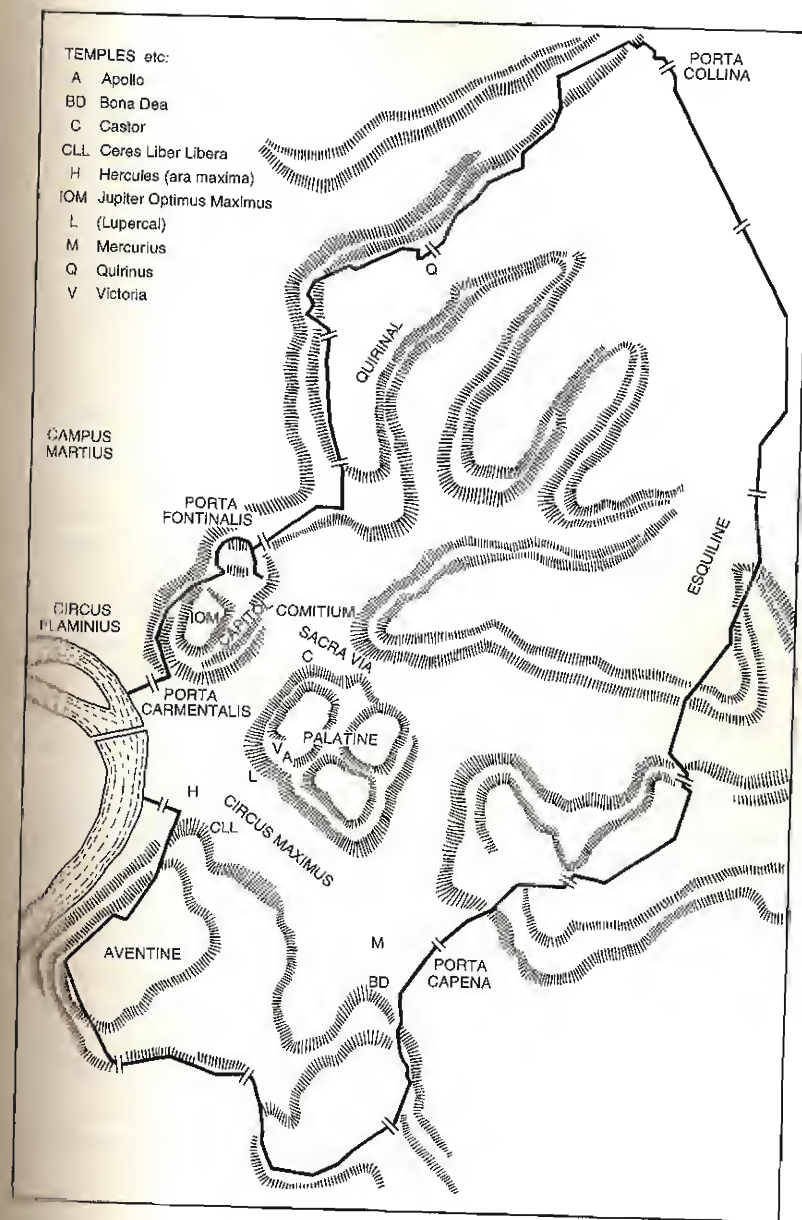 TEMPLES etc:
A Apollo
BD Bona Dea
C Castor
CLL Ceres Liber Libera
H Hercules (ara maxima)
IOM Jupiter Optimus Maximus
L (Lupercal)
M Mercurius
Q Quirinus
V Victoria
PORTA
COLLINA
Q
QUIRINAL
CAMPUS
MARTIUS
PORTA
FONTINALIS
ESQUILINE
CIRCUS
FLAMINIUS
IOM
CAPITOL
COMITIUM
SACRA VIA
C
PORTA
CARMENTALIS
V A
PALATINE
L
H
CIRCUS MAXIMUS
CLL
AVENTINE
M
PORTA
CAPENA
BD